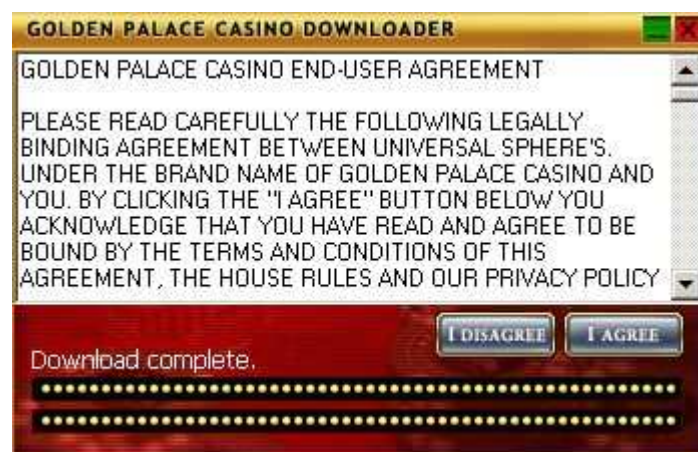 GOLDEN PALACE CASINO DOWNLOADER
GOLDEN PALACE CASINO END-USER AGREEMENT
PLEASE READ CAREFULLY THE FOLLOWING LEGALLY
BINDING AGREEMENT BETWEEN UNIVERSAL SPHERE'S.
UNDER THE BRAND NAME OF GOLDEN PALACE CASINO AND
YOU. BY CLICKING THE "I AGREE" BUTTON BELOW YOU
ACKNOWLEDGE THAT YOU HAVE READ AND AGREE TO BE
BOUND BY THE TERMS AND CONDITIONS OF THIS
AGREEMENT, THE HOUSE RULES AND OUR PRIVACY POLICY
I DISAGREE I AGREE
Download complete.